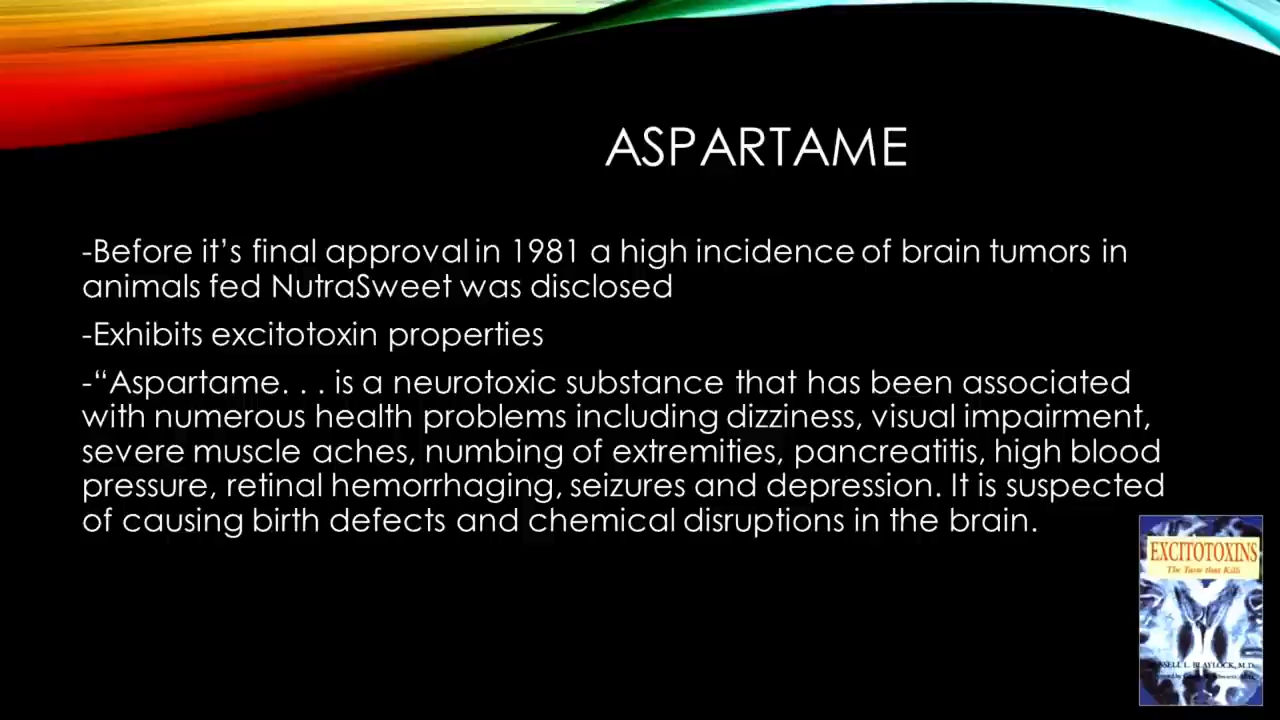 ASPARTAME
-Before it’s final approval in 1981 a high incidence of brain tumors in
animals fed NutraSweet was disclosed
-Exhibits excitotoxin properties
-“Aspartame. . . is a neurotoxic substance that has been associated
with numerous health problems including dizziness, visual impairment,
severe muscle aches, numbing of extremities, pancreatitis, high blood
pressure, retinal hemorrhaging, seizures and depression. It is suspected
of causing birth defects and chemical disruptions in the brain.
EXCITOTOXINS
The Taste that Kills
L. BLAYLOCK, M.D.